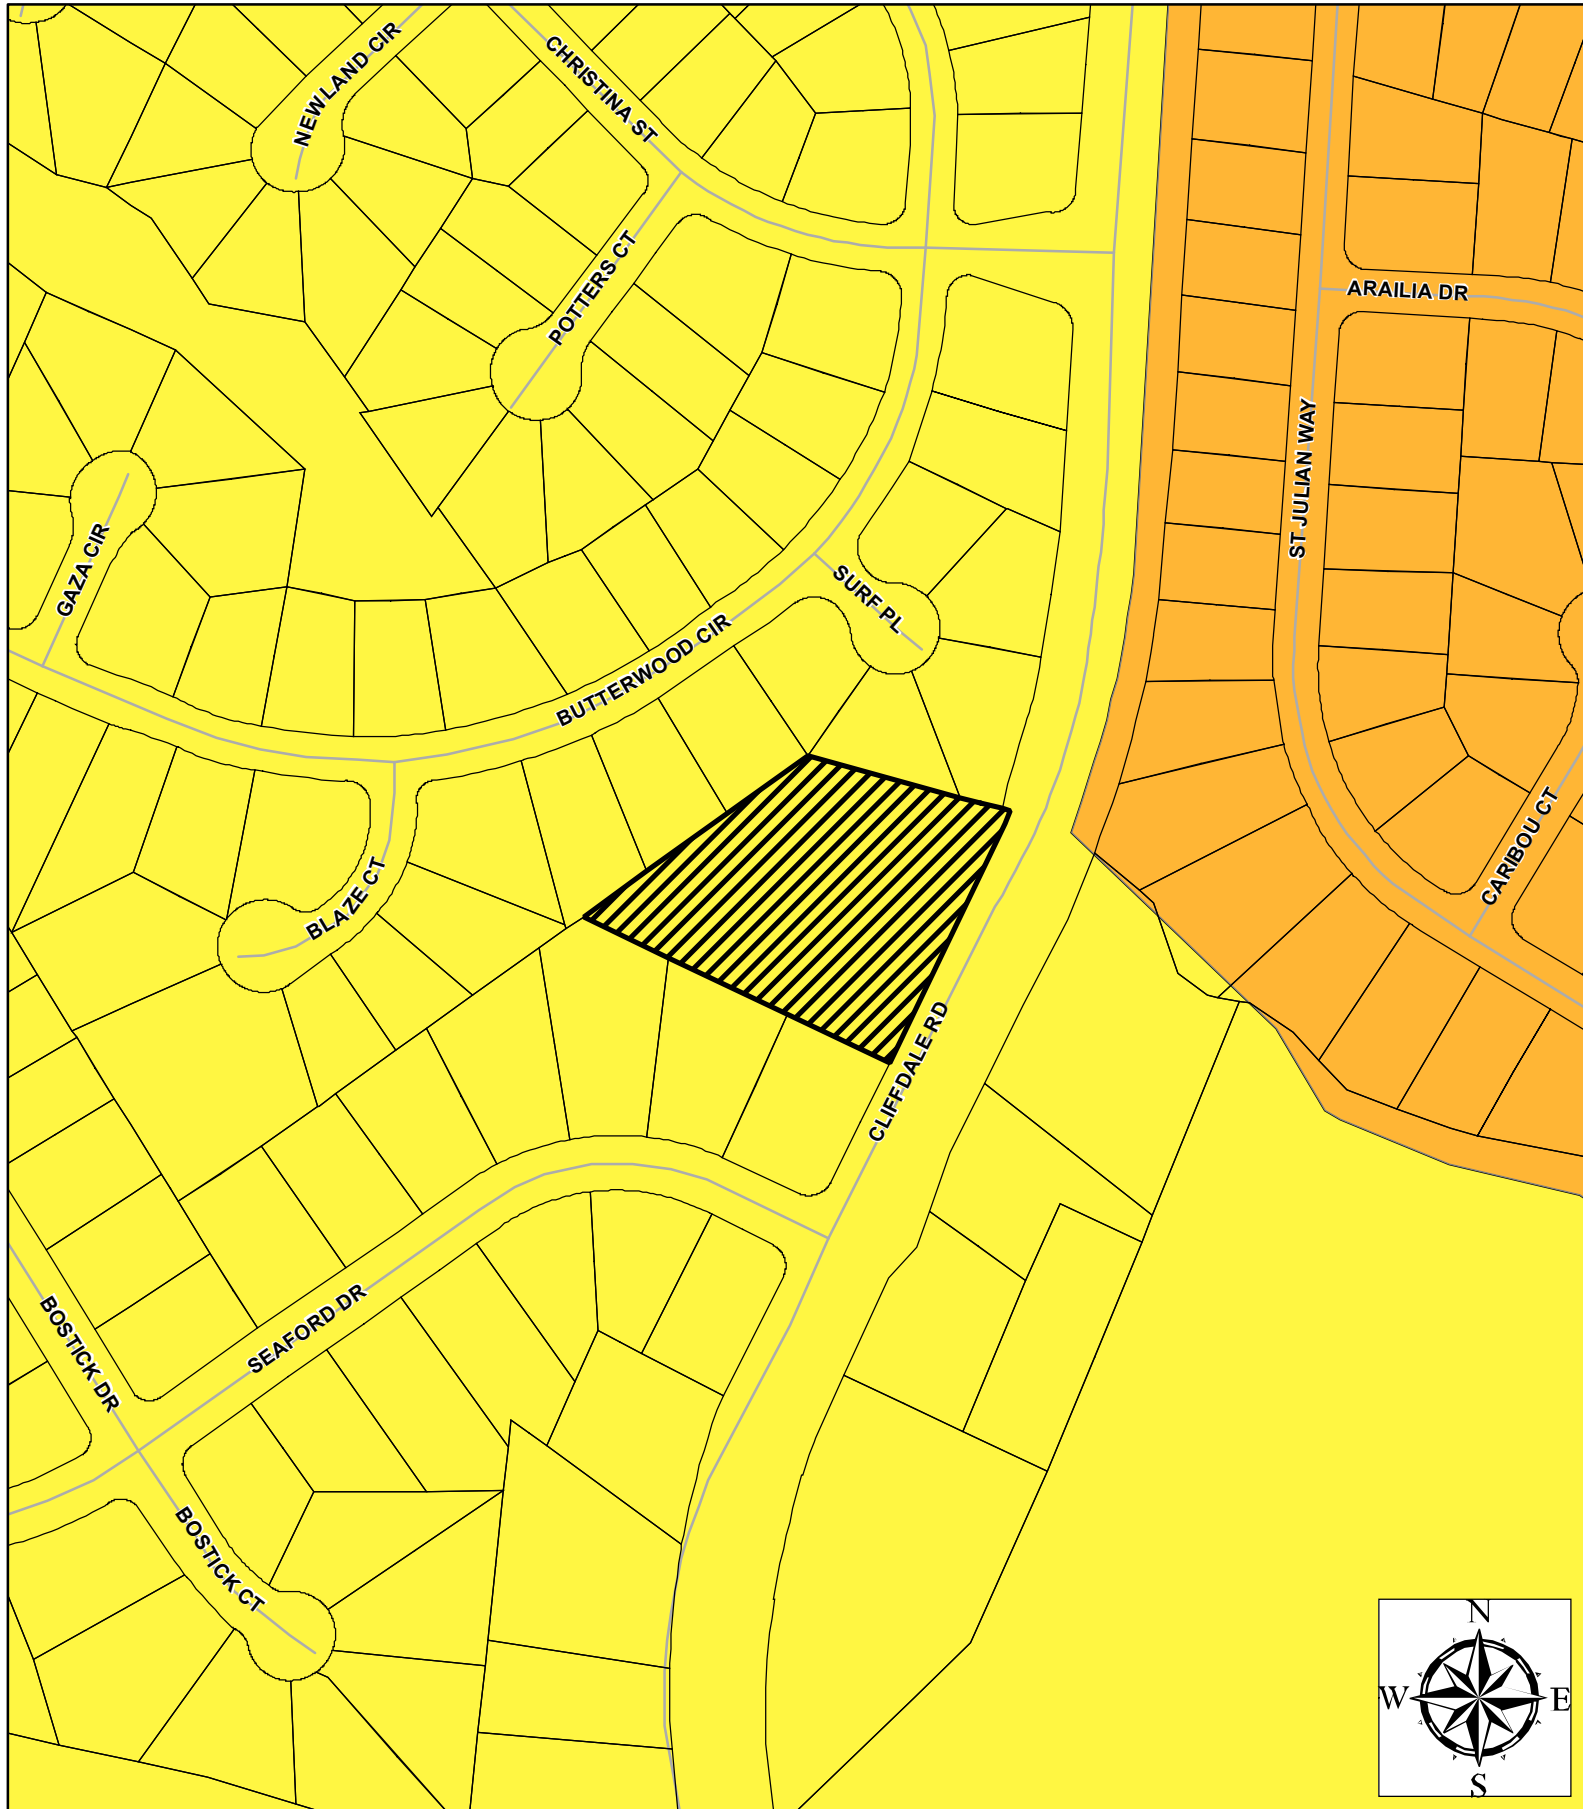 NEWLAND CIR
CHRISTINA ST
POTTERS CT
ARAILIA DR
ST JULIAN WAY
GAZA CIR
SURF PL
BUTTERWOOD CIR
CARIBOU CT
BLAZE CT
CLIFFDALE RD
SEAFORD DR
BOSTICK DR
BOSTICK CT
N
W E
S